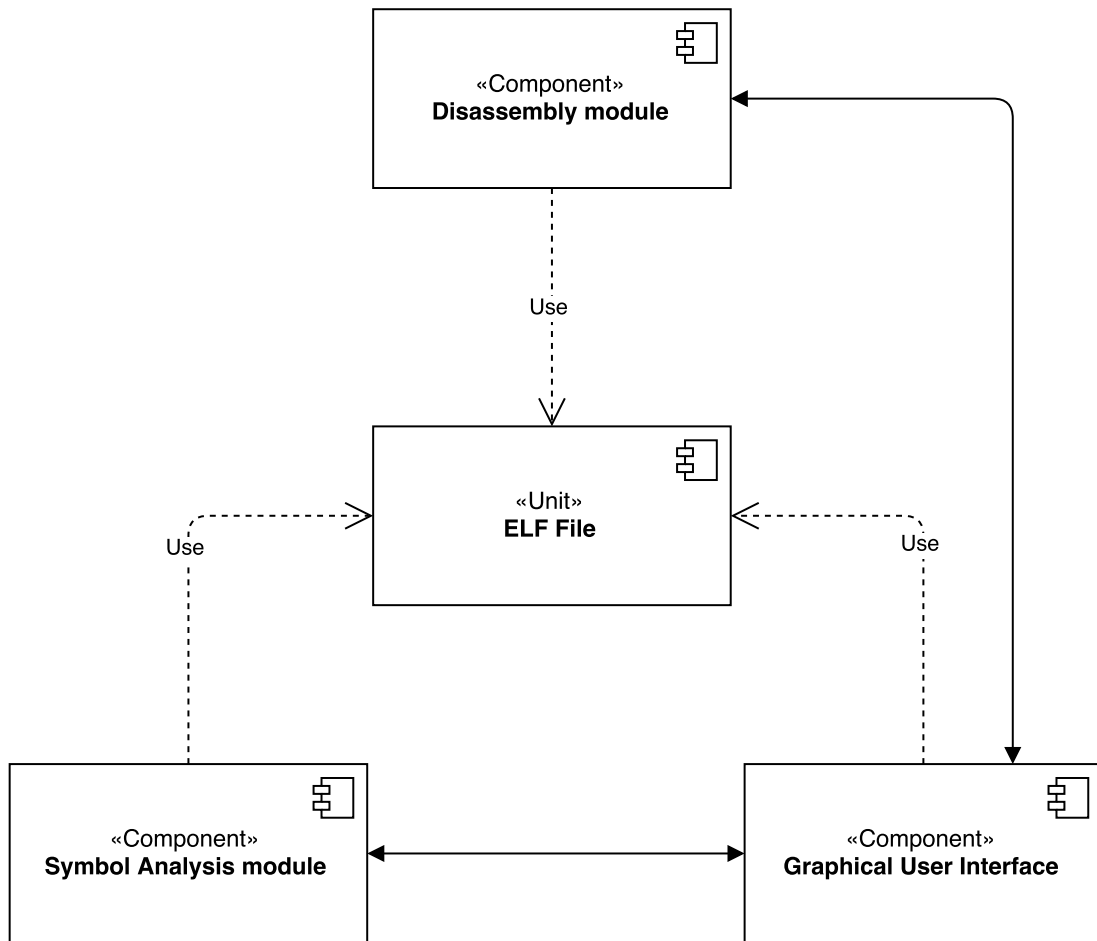 «Component»
Disassembly module
Use
«Unit»
ELF File
Use
Use
«Component»
Symbol Analysis module
«Component»
Graphical User Interface